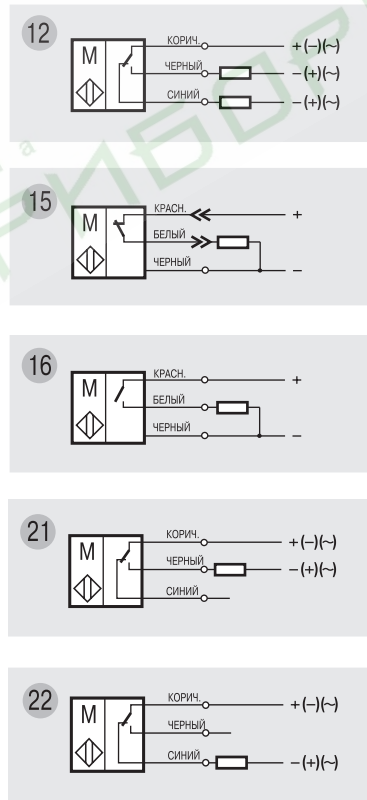 12
M
КОРИЧ. +(−)(~)
ЧЕРНЫЙ −(+)(~)
СИНИЙ −(+)(~)
15
M
КРАСН. +
БЕЛЫЙ
ЧЕРНЫЙ −
16
M
КРАСН. +
БЕЛЫЙ
ЧЕРНЫЙ −
21
M
КОРИЧ. +(−)(~)
ЧЕРНЫЙ −(+)(~)
СИНИЙ
22
M
КОРИЧ. +(−)(~)
ЧЕРНЫЙ
СИНИЙ −(+)(~)